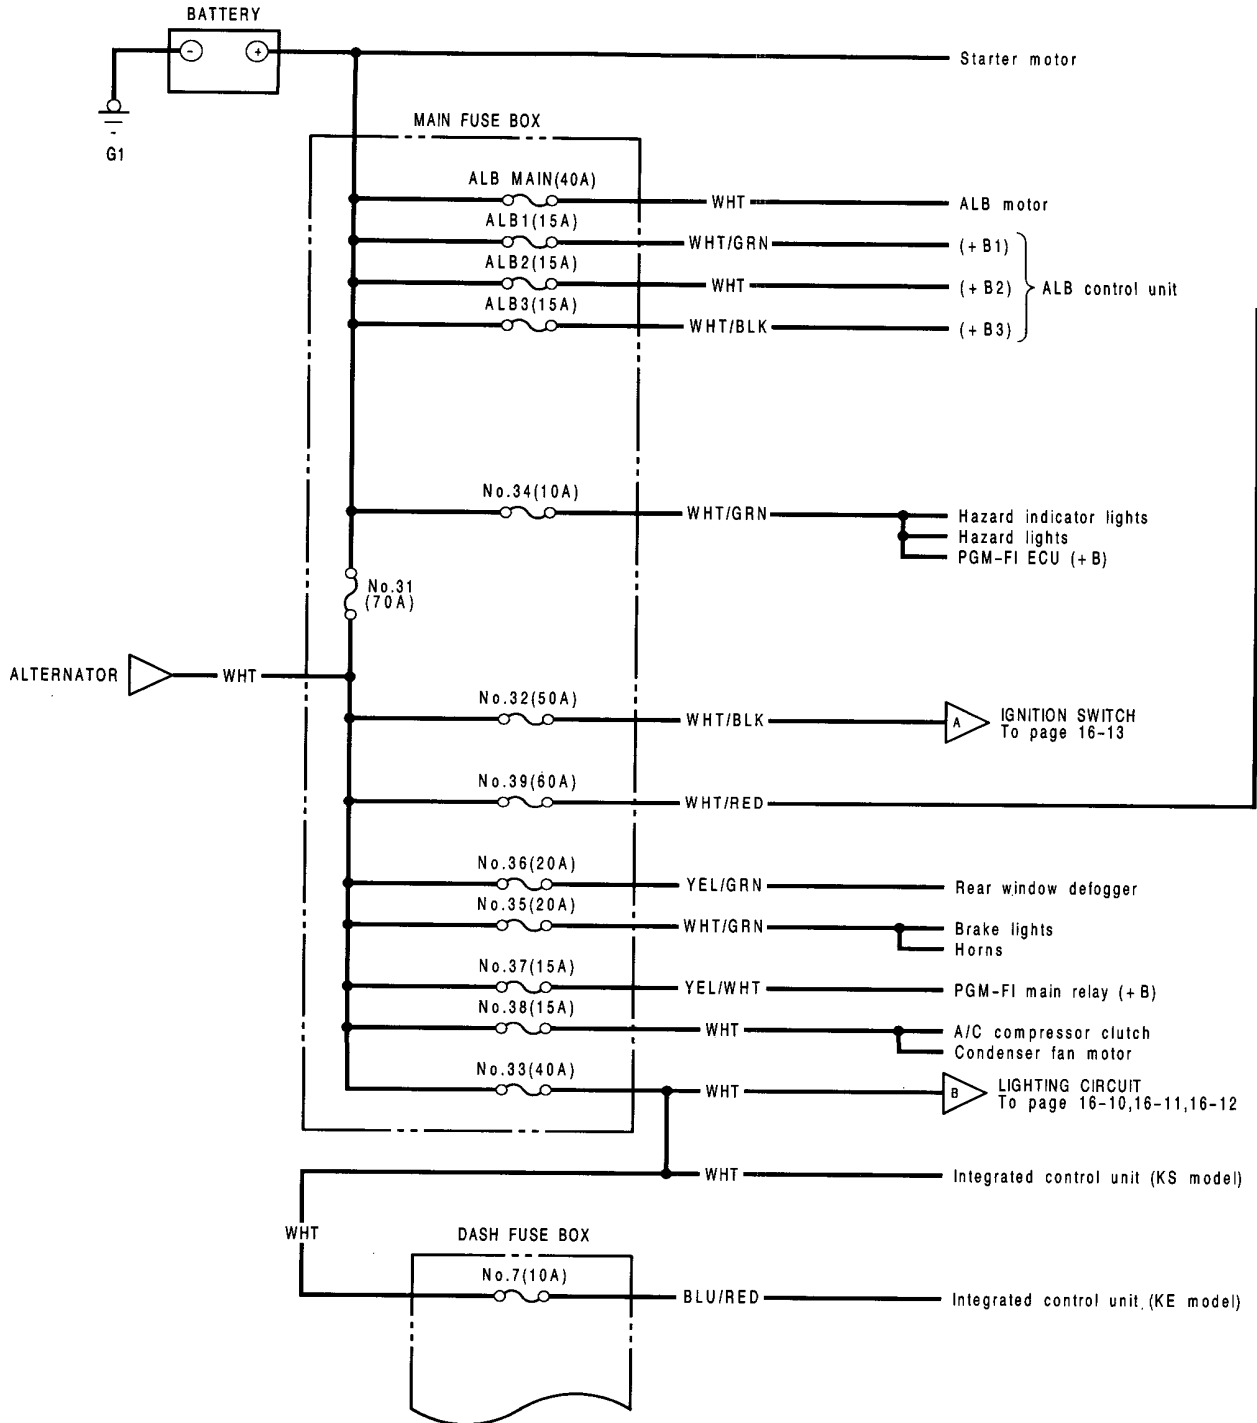 BATTERY
- +
Starter motor
G1
MAIN FUSE BOX
ALB MAIN(40A)
WHT
ALB motor
ALB1(15A)
WHT/GRN
(+B1)
ALB2(15A)
WHT
(+B2)
ALB control unit
ALB3(15A)
WHT/BLK
(+B3)
No.34(10A)
WHT/GRN
Hazard indicator lights
Hazard lights
PGM-FI ECU (+B)
No.31
(70A)
ALTERNATOR
WHT
No.32(50A)
WHT/BLK
A
IGNITION SWITCH
To page 16-13
No.39(60A)
WHT/RED
No.36(20A)
YEL/GRN
Rear window defogger
No.35(20A)
WHT/GRN
Brake lights
Horns
No.37(15A)
YEL/WHT
PGM-FI main relay (+B)
No.38(15A)
WHT
A/C compressor clutch
Condenser fan motor
No.33(40A)
WHT
B
LIGHTING CIRCUIT
To page 16-10,16-11,16-12
WHT
Integrated control unit (KS model)
WHT
DASH FUSE BOX
No.7(10A)
BLU/RED
Integrated control unit (KE model)